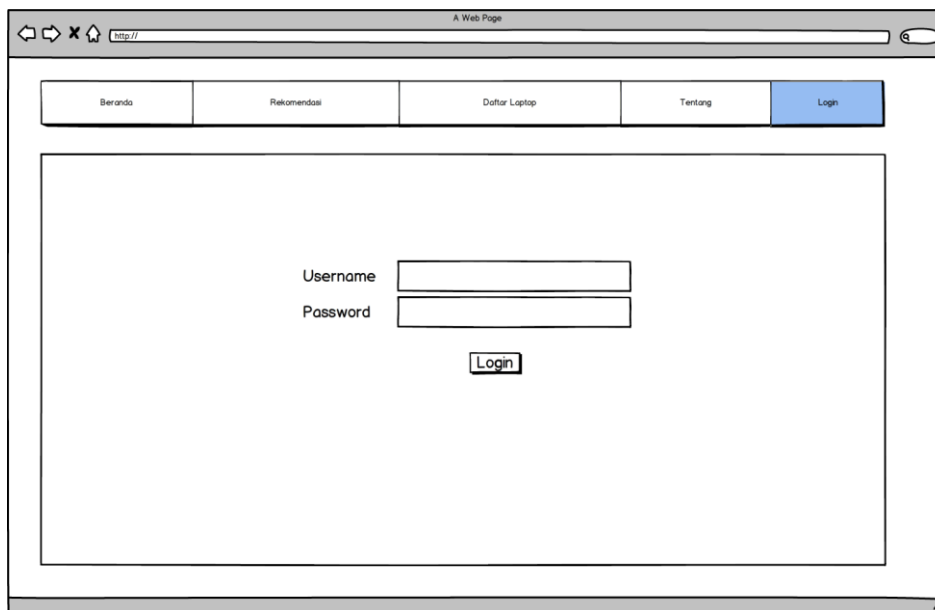 A Web Page
http://
Beranda Rekomendasi Daftar Laptop Tentang Login
Username
Password
Login